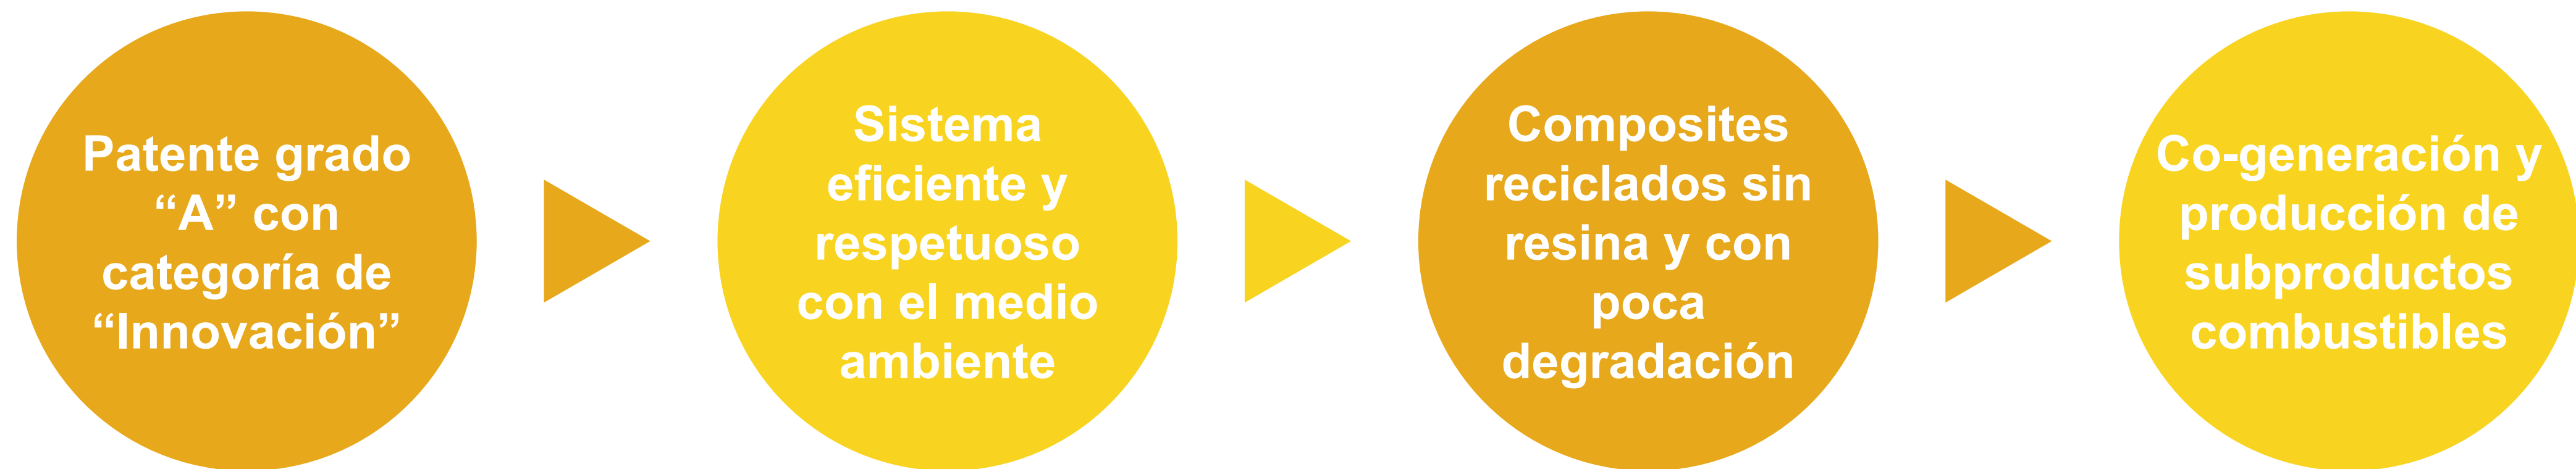 Patente grado
“A” con
categoría de
“Innovación”
Sistema
eficiente y
respetuoso
con el medio
ambiente
Composites
reciclados sin
resina y con
poca
degradación
Co-generación y
producción de
subproductos
combustibles